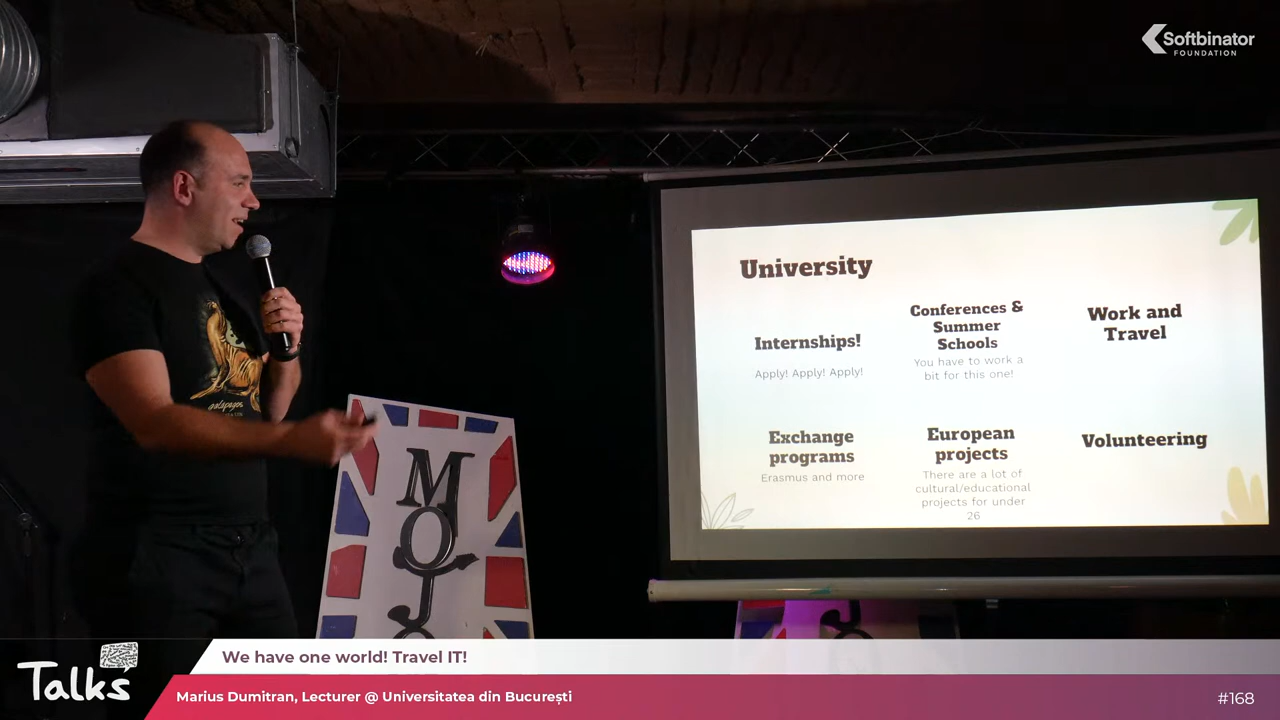 Softbinator
FOUNDATION
University
Internships!
Apply! Apply! Apply!
Conferences &
Summer
Schools
You have to work a
bit for this one!
Work and
Travel
Exchange
programs
Erasmus and more
European
projects
There are a lot of
cultural/educational
projects for under
26
Volunteering
galapagos
MOJO
Talks
We have one world! Travel IT!
Marius Dumitran, Lecturer @ Universitatea din București
#168